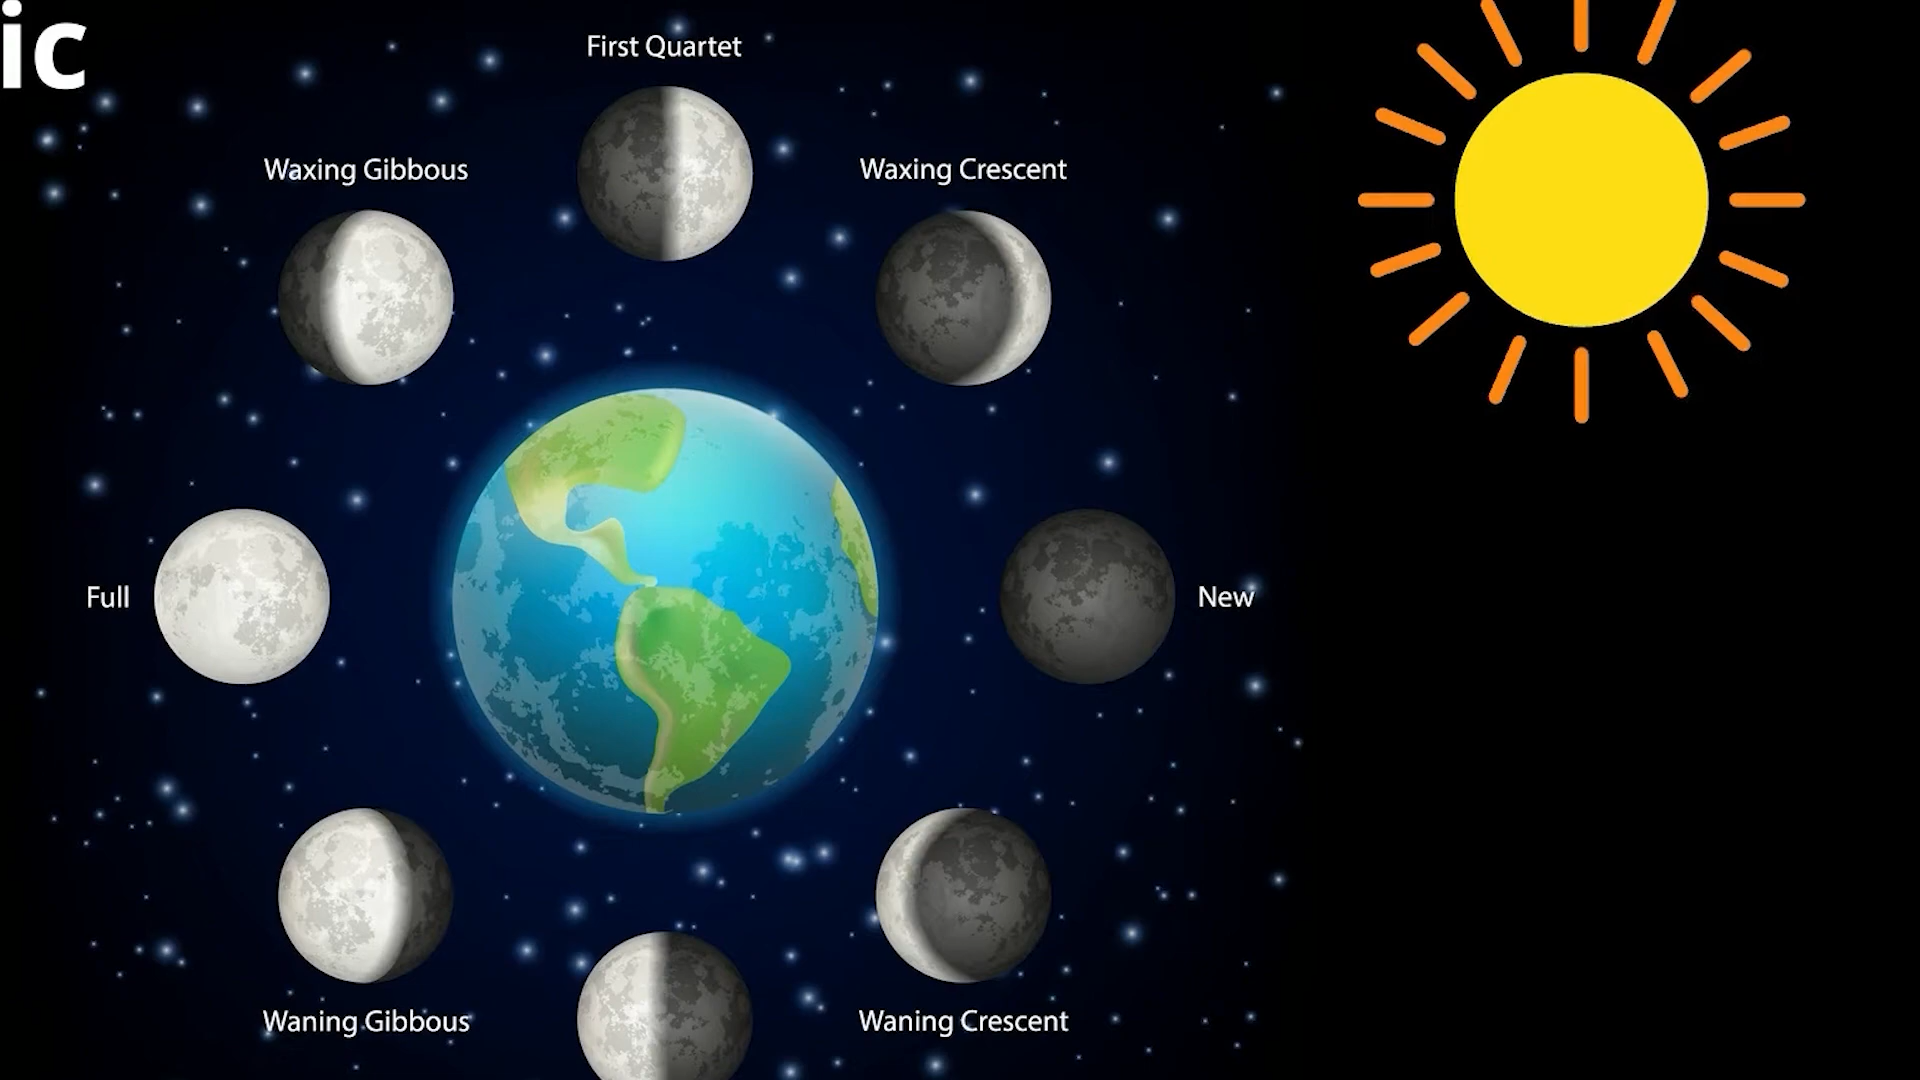 ic
First Quartet
Waxing Gibbous
Waxing Crescent
Full
New
Waning Gibbous
Waning Crescent